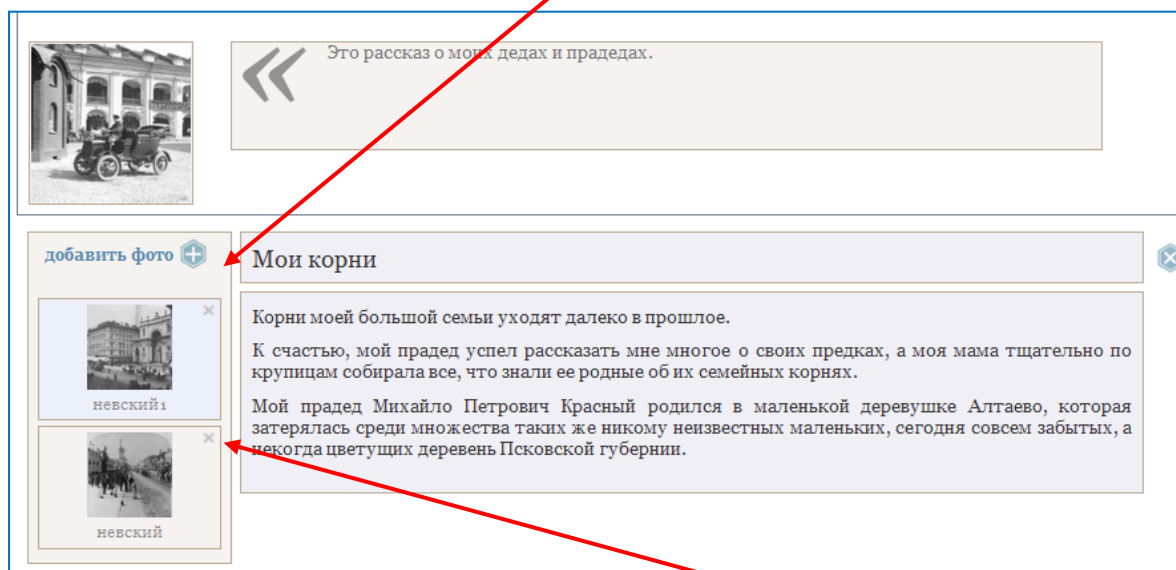 Это рассказ о моих дедах и прадедах.
добавить фото
Мои корни
невский1
невский
Корни моей большой семьи уходят далеко в прошлое.
К счастью, мой прадед успел рассказать мне многое о своих предках, а моя мама тщательно по
крупицам собирала все, что знали ее родные об их семейных корнях.
Мой прадед Михайло Петрович Красный родился в маленькой деревушке Алтаево, которая
затерялась среди множества таких же никому неизвестных маленьких, сегодня совсем забытых, а
некогда цветущих деревень Псковской губернии.